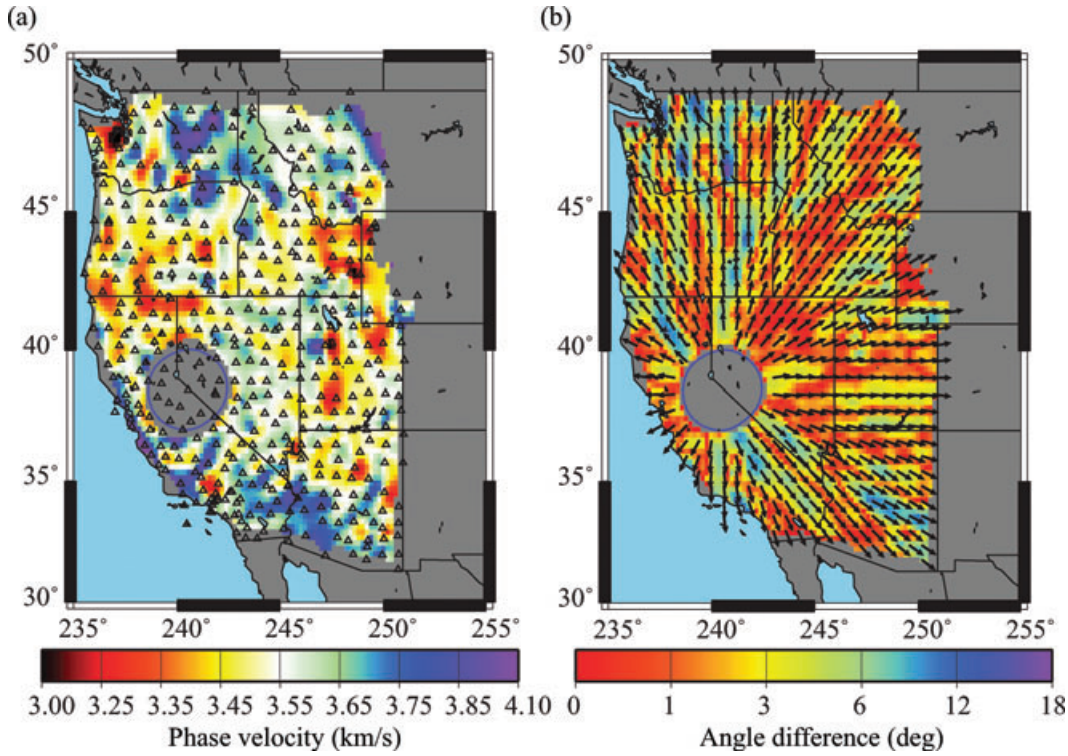 (a)
(b)
50°
45°
40°
35°
30°
235° 240° 245° 250° 255°
3.00 3.25 3.35 3.45 3.55 3.65 3.75 3.85 4.10
Phase velocity (km/s)
50°
45°
40°
35°
30°
235° 240° 245° 250° 255°
0 1 3 6 12 18
Angle difference (deg)